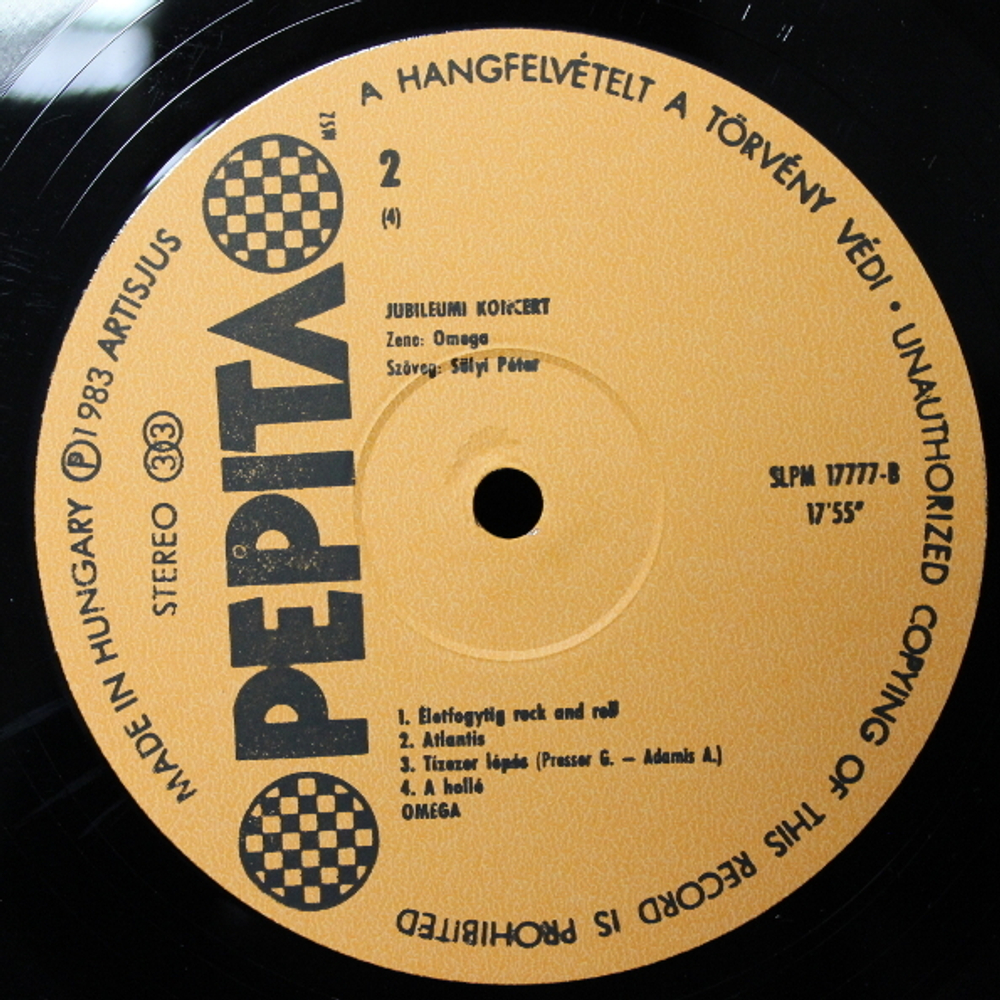 A HANGFELVÉTELT A TÖRVÉNY VÉDI • UNAUTHORIZED COPYING OF THIS RECORD IS PROHIBITED
MADE IN HUNGARY Ⓟ 1983 ARTISJUS
STEREO 33
PEPITA
MSZ
2
(4)
JUBILEUMI KONCERT
Zene: Omega
Szöveg: Sülyi Péter
SLPM 17777-B
17'55"
1. Életfogytig rock and roll
2. Atlantis
3. Tízezer lépés (Presser G. — Adamis A.)
4. A holló
OMEGA